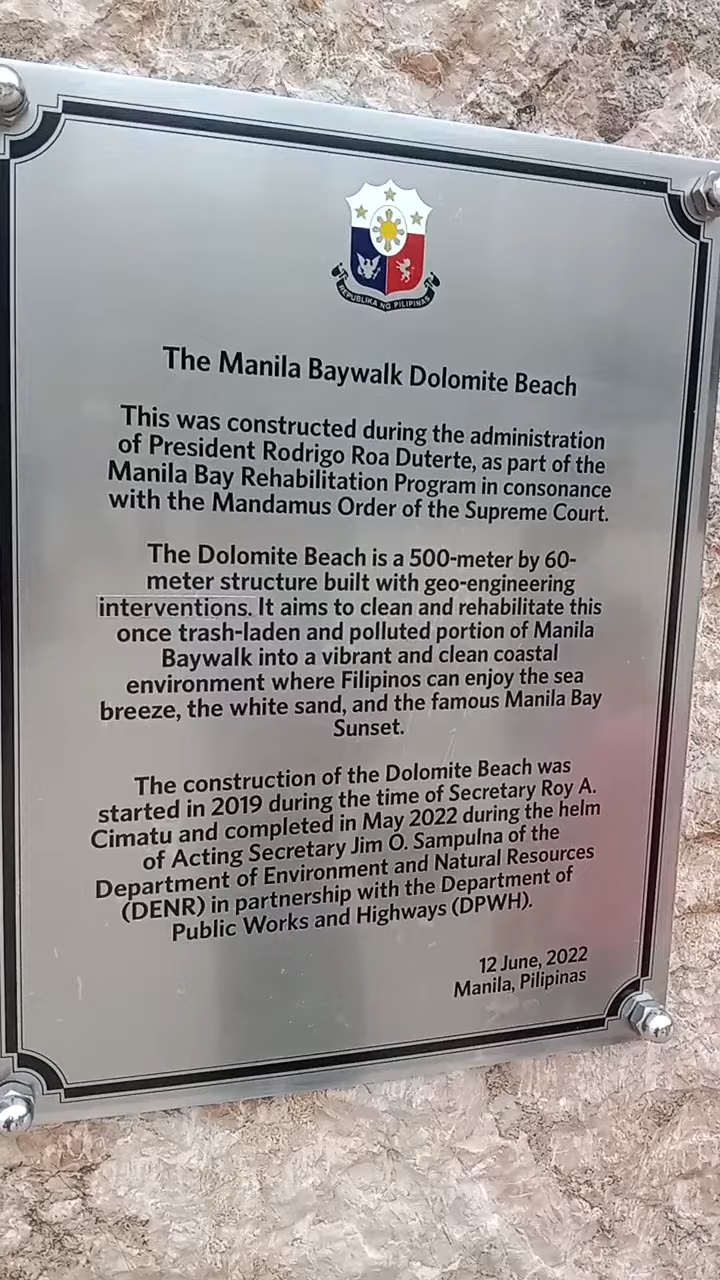 REPUBLIKA NG PILIPINAS
The Manila Baywalk Dolomite Beach
This was constructed during the administration
of President Rodrigo Roa Duterte, as part of the
Manila Bay Rehabilitation Program in consonance
with the Mandamus Order of the Supreme Court.
The Dolomite Beach is a 500-meter by 60-
meter structure built with geo-engineering
interventions. It aims to clean and rehabilitate this
once trash-laden and polluted portion of Manila
Baywalk into a vibrant and clean coastal
environment where Filipinos can enjoy the sea
breeze, the white sand, and the famous Manila Bay
Sunset.
The construction of the Dolomite Beach was
started in 2019 during the time of Secretary Roy A.
Cimatu and completed in May 2022 during the helm
of Acting Secretary Jim O. Sampulna of the
Department of Environment and Natural Resources
(DENR) in partnership with the Department of
Public Works and Highways (DPWH).
12 June, 2022
Manila, Pilipinas